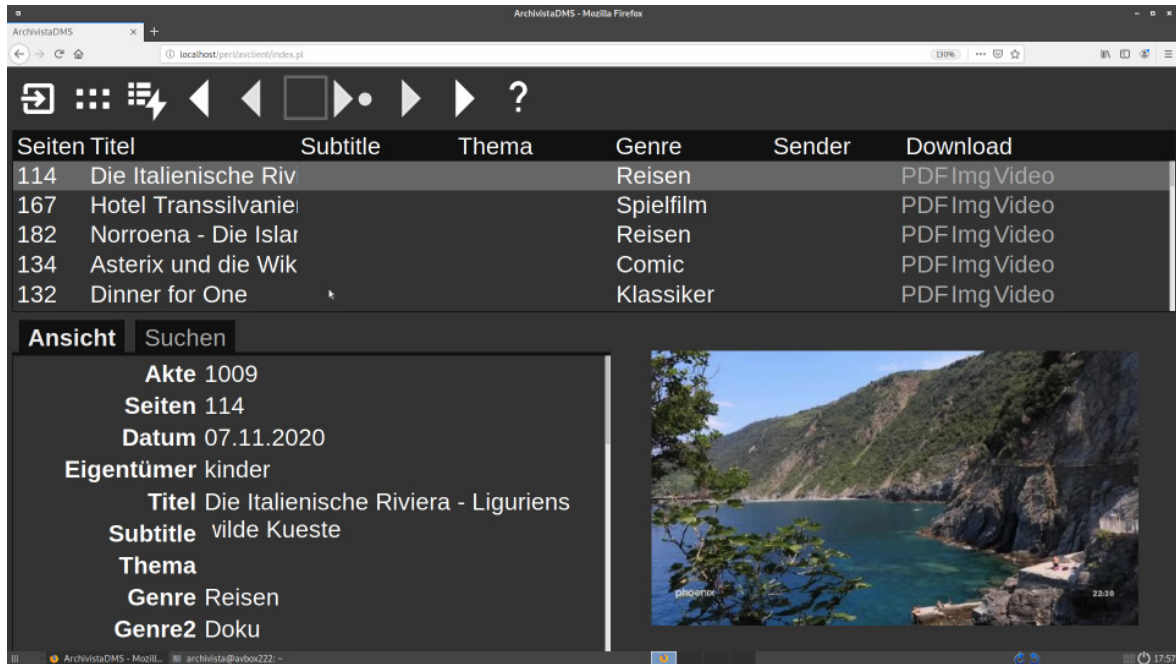 ArchivistaDMS - Mozilla Firefox
ArchivistaDMS
localhost/perl/avclient/index.pl
130%
?
Seiten Titel Subtitle Thema Genre Sender Download
114 Die Italienische Riv Reisen PDF Img Video
167 Hotel Transsilvanie Spielfilm PDF Img Video
182 Norroena - Die Islar Reisen PDF Img Video
134 Asterix und die Wik Comic PDF Img Video
132 Dinner for One Klassiker PDF Img Video
Ansicht Suchen
Akte 1009
Seiten 114
Datum 07.11.2020
Eigentümer kinder
Titel Die Italienische Riviera - Liguriens
Subtitle wilde Kueste
Thema
Genre Reisen
Genre2 Doku
phoenix 22:30
ArchivistaDMS - Mozill... archivista@avbox222: ~ 17:57